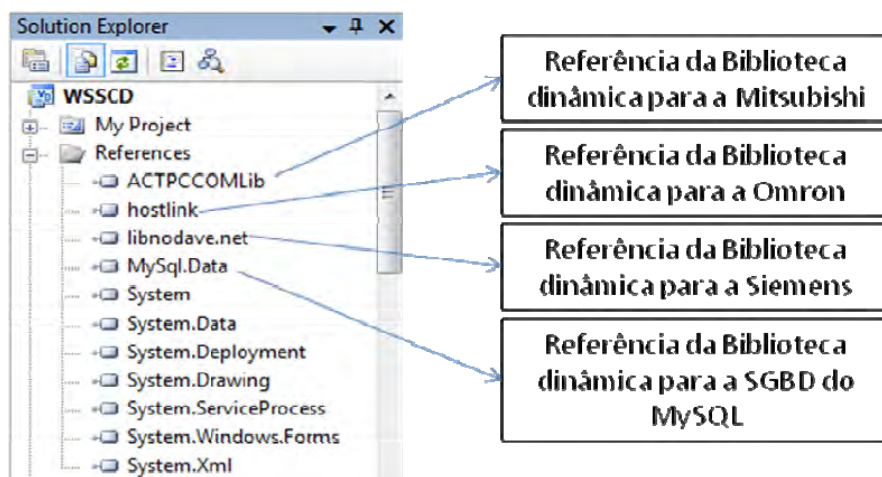 Solution Explorer
WSSCD
My Project
References
ACTPCCOMLib
hostlink
libnodave.net
MySql.Data
System
System.Data
System.Deployment
System.Drawing
System.ServiceProcess
System.Windows.Forms
System.Xml
Referência da Biblioteca
dinâmica para a Mitsubishi
Referência da Biblioteca
dinâmica para a Omron
Referência da Biblioteca
dinâmica para a Siemens
Referência da Biblioteca
dinâmica para a SGBD do
MySQL